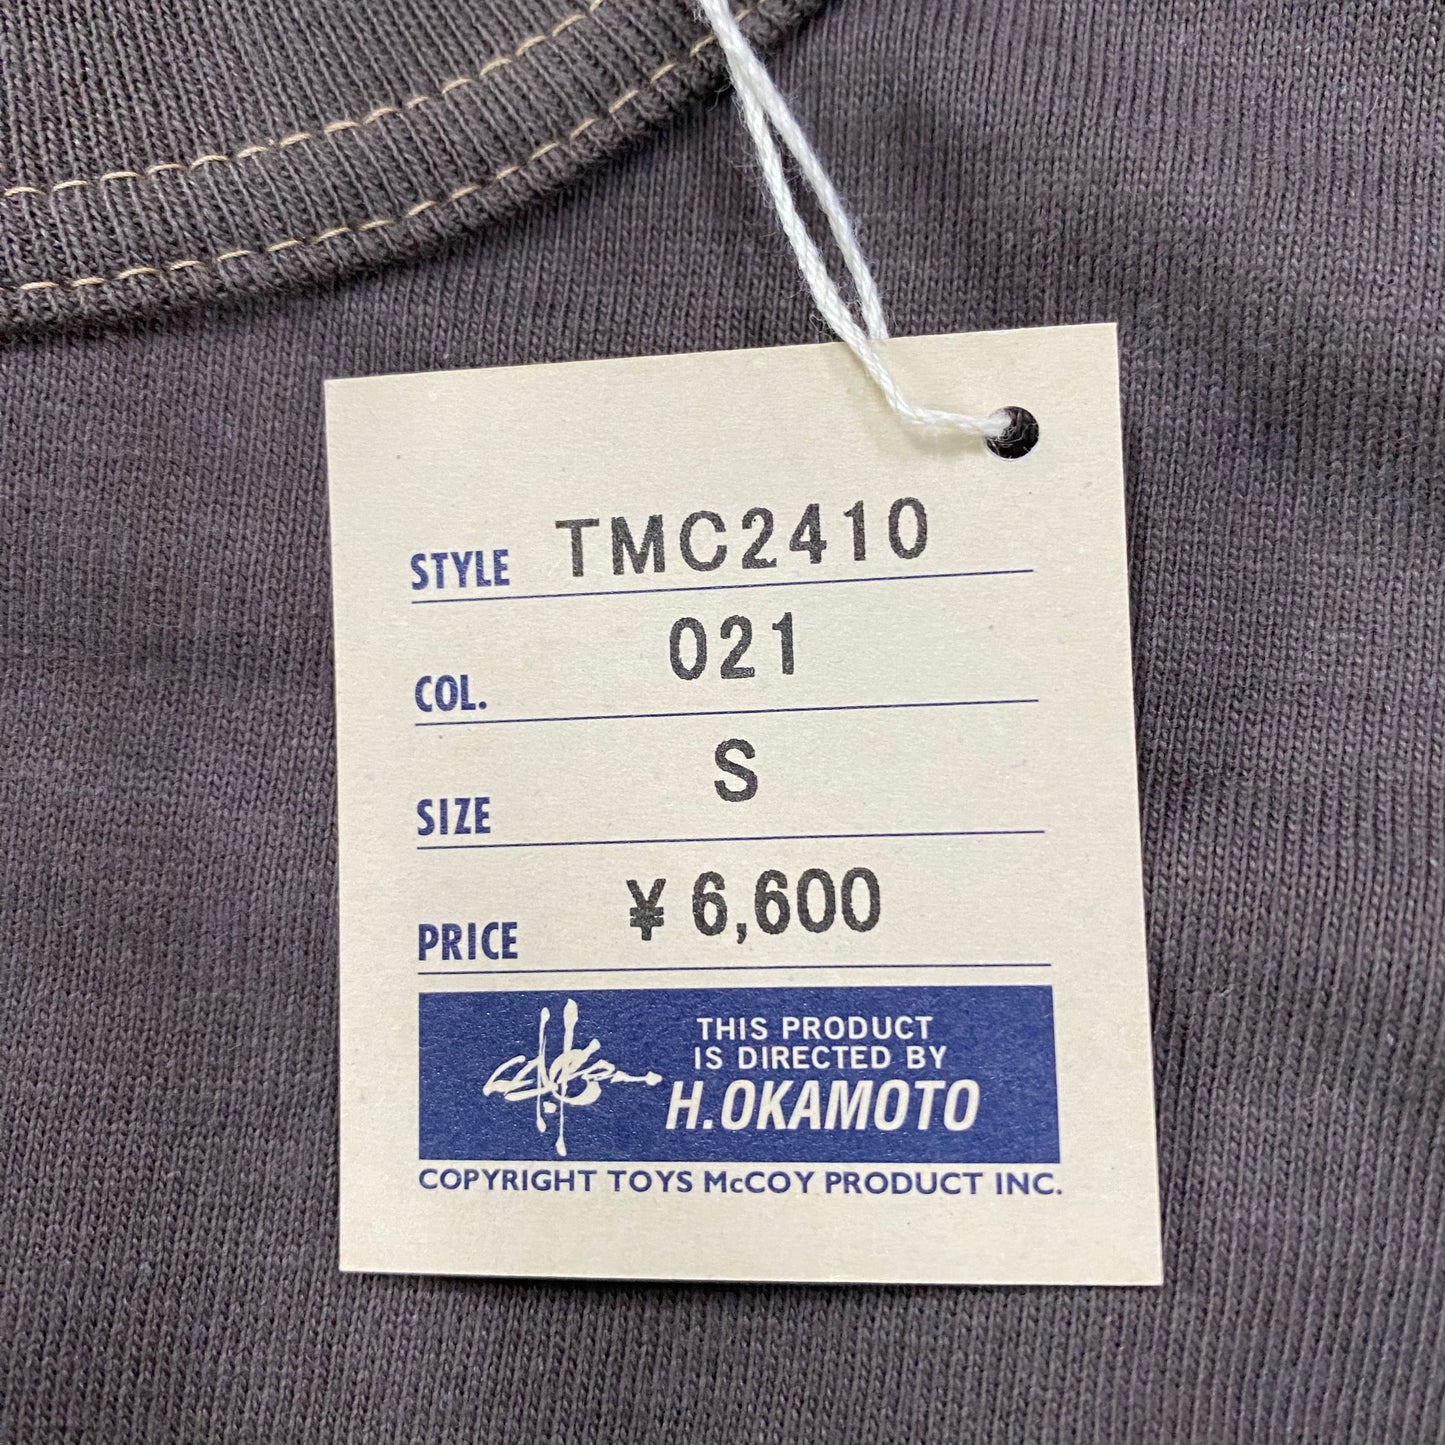 STYLE TMC2410
COL. 021
SIZE S
PRICE ¥ 6,600
THIS PRODUCT
IS DIRECTED BY
H.OKAMOTO
COPYRIGHT TOYS McCOY PRODUCT INC.